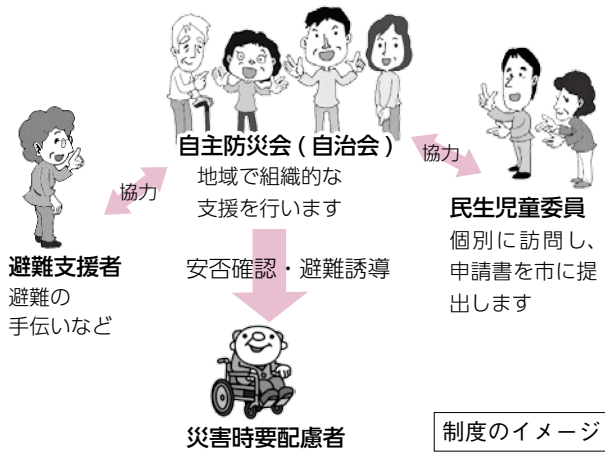 自主防災会(自治会)
地域で組織的な
支援を行います
協力
協力
避難支援者
避難の
手伝いなど
民生児童委員
個別に訪問し、
申請書を市に提
出します
安否確認・避難誘導
災害時要配慮者
制度のイメージ